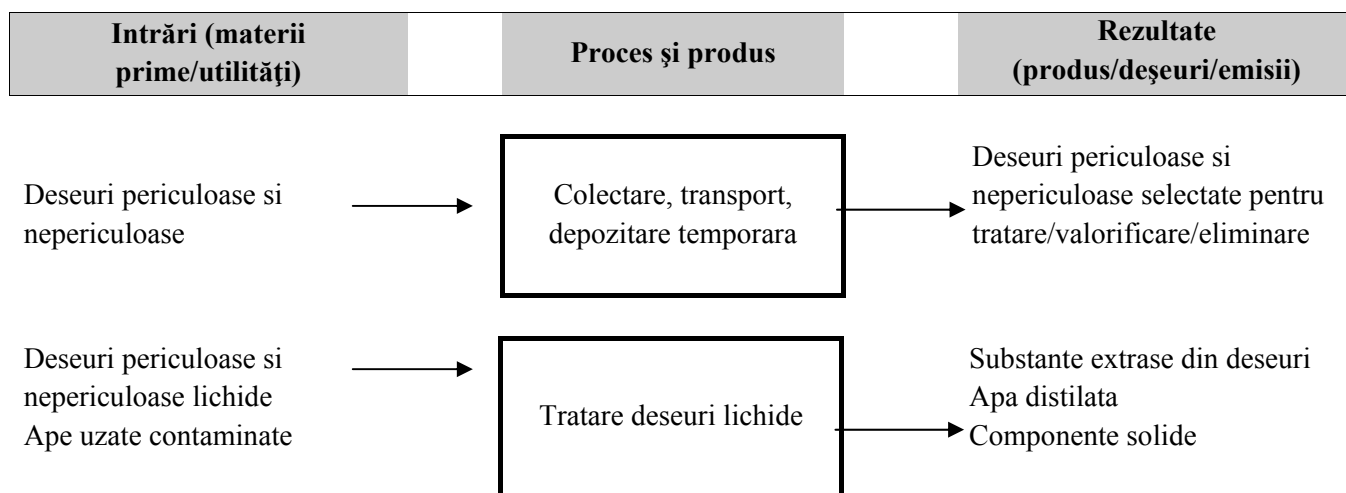 Intrări (materii
prime/utilităţi)
Proces şi produs
Rezultate
(produs/deşeuri/emisii)
Deseuri periculoase si
nepericuloase
Colectare, transport,
depozitare temporara
Deseuri periculoase si
nepericuloase selectate pentru
tratare/valorificare/eliminare
Deseuri periculoase si
nepericuloase lichide
Ape uzate contaminate
Tratare deseuri lichide
Substante extrase din deseuri
Apa distilata
Componente solide